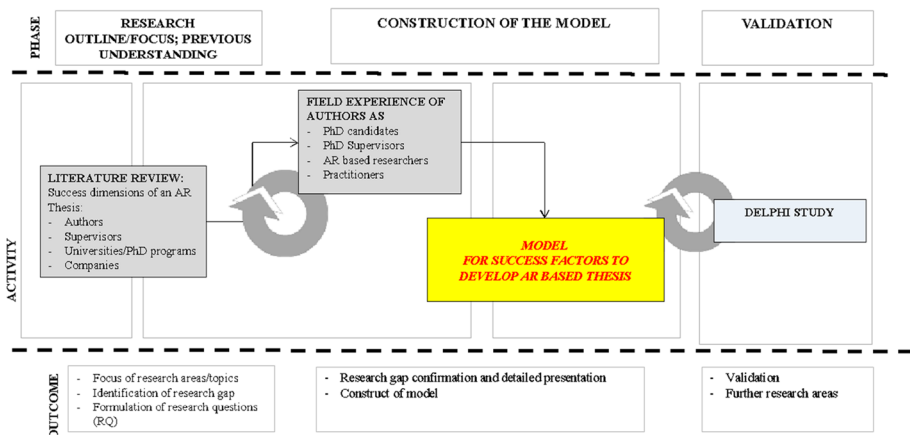 PHASE
RESEARCH
OUTLINE/FOCUS; PREVIOUS
UNDERSTANDING
CONSTRUCTION OF THE MODEL
VALIDATION
ACTIVITY
LITERATURE REVIEW:
Success dimensions of an AR
Thesis:
- Authors
- Supervisors
- Universities/PhD programs
- Companies
FIELD EXPERIENCE OF
AUTHORS AS
- PhD candidates
- PhD Supervisors
- AR based researchers
- Practitioners
MODEL
FOR SUCCESS FACTORS TO
DEVELOP AR BASED THESIS
DELPHI STUDY
OUTCOME
- Focus of research areas/topics
- Identification of research gap
- Formulation of research questions
(RQ)
- Research gap confirmation and detailed presentation
- Construct of model
- Validation
- Further research areas